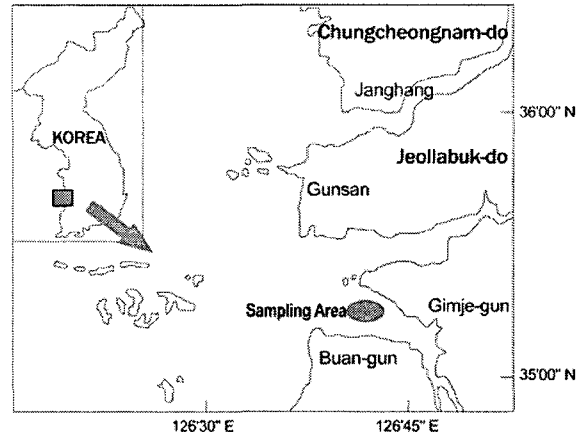 Chungcheongnam-do
Janghang
36'00" N
KOREA
Jeollabuk-do
Gunsan
Sampling Area
Gimje-gun
Buan-gun
35'00" N
126'30" E
126'45" E